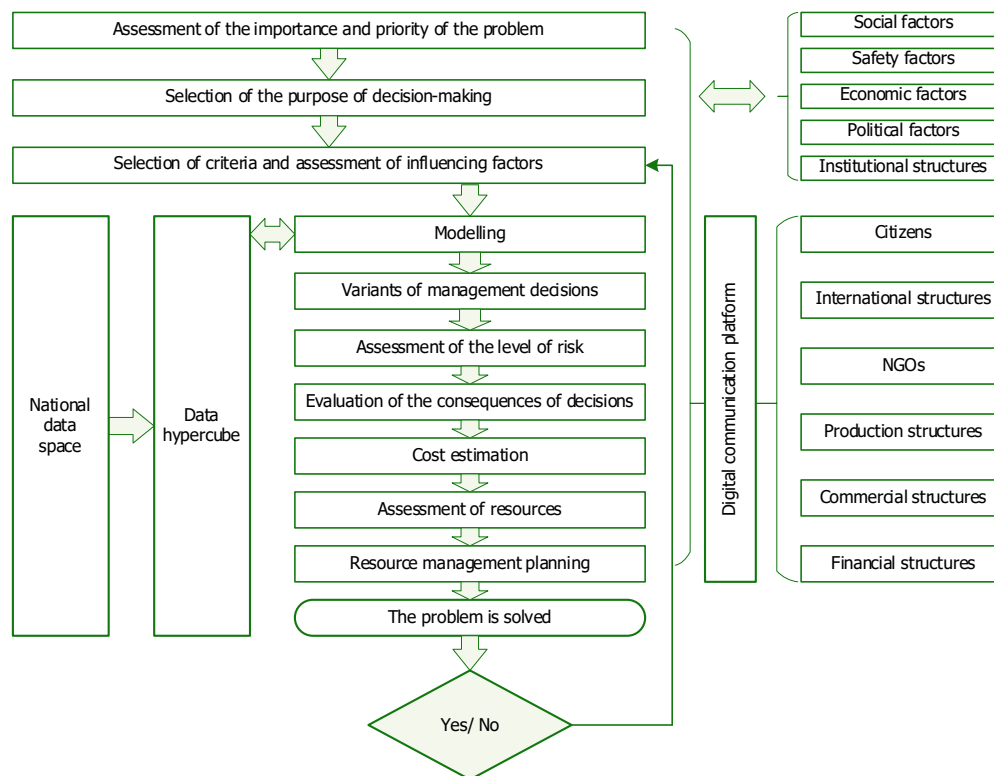 Assessment of the importance and priority of the problem
Selection of the purpose of decision-making
Selection of criteria and assessment of influencing factors
Modelling
Variants of management decisions
Assessment of the level of risk
Evaluation of the consequences of decisions
Cost estimation
Assessment of resources
Resource management planning
The problem is solved
Yes/ No
National
data
space
Data
hypercube
Digital communication platform
Social factors
Safety factors
Economic factors
Political factors
Institutional structures
Citizens
International structures
NGOs
Production structures
Commercial structures
Financial structures